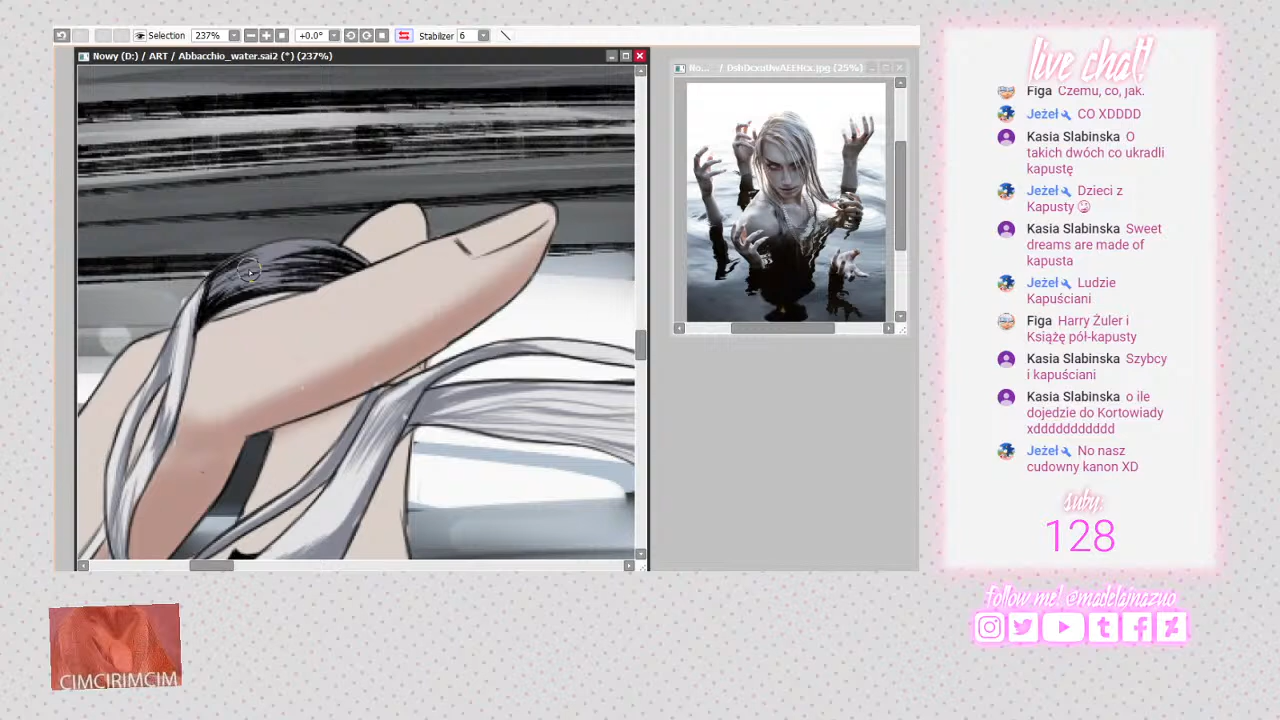 Selection
237%
+0.0°
Stabilizer
6
Nowy (D:) / ART / Abbacchio_water.sai2 (*) (237%)
(25%)
live chat!
Figa Czemu, co, jak.
Jeżeł CO XDDDD
Kasia Slabinska O
takich dwóch co ukradli
kapustę
Jeżeł Dzieci z
Kapusty
Kasia Slabinska Sweet
dreams are made of
kapusta
Jeżeł Ludzie
Kapuściani
Figa Harry Żuler i
Książę pół-kapusty
Kasia Slabinska Szybcy
i kapuściani
Kasia Slabinska o ile
dojedzie do Kortowiady
xddddddddddd
Jeżeł No nasz
cudowny kanon XD
suby:
128
follow me! @madelainazuo
CIMCIRIMCIM